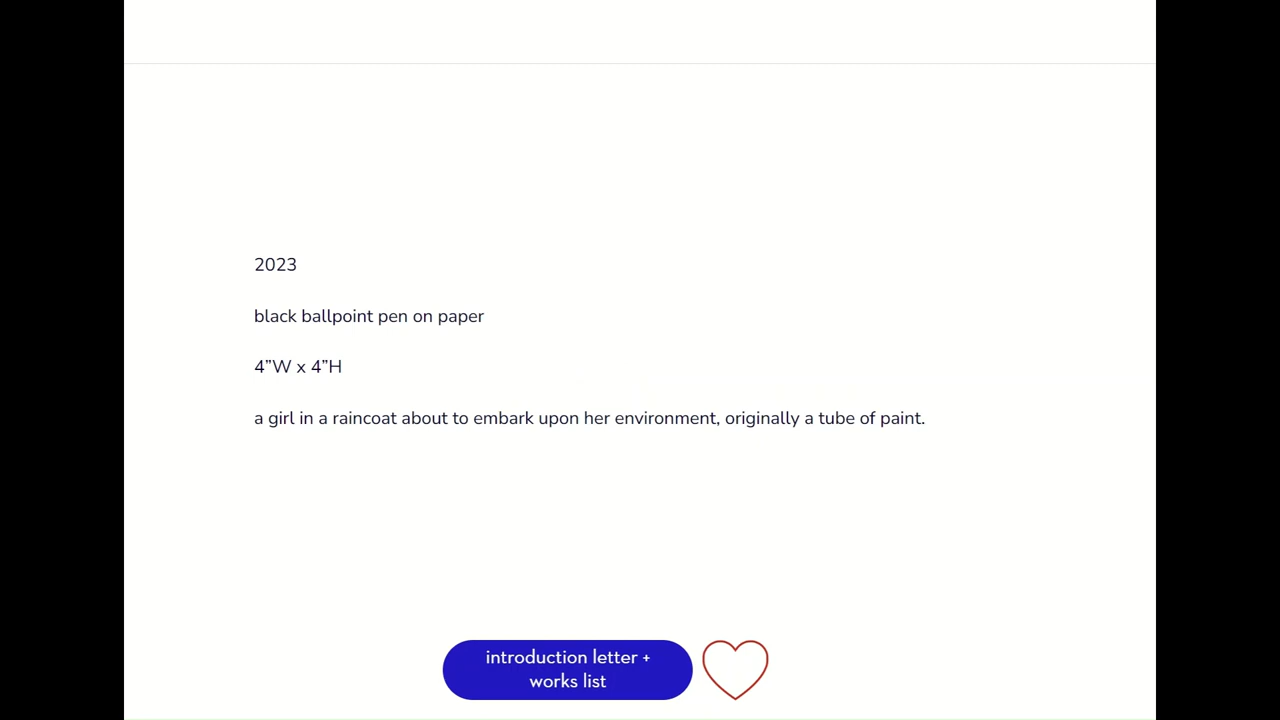 2023
black ballpoint pen on paper
4”W x 4”H
a girl in a raincoat about to embark upon her environment, originally a tube of paint.
introduction letter +
works list